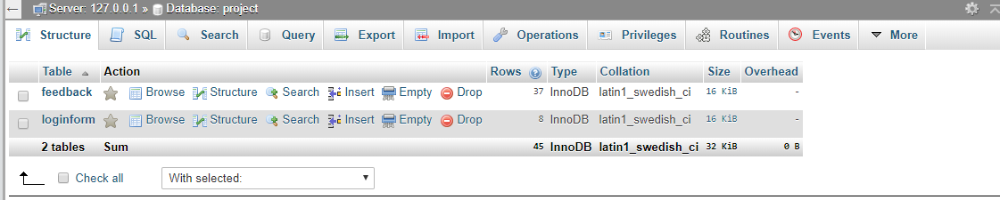 Server: 127.0.0.1 » Database: project
Structure SQL Search Query Export Import Operations Privileges Routines Events More
Table Action Rows Type Collation Size Overhead
feedback Browse Structure Search Insert Empty Drop 37 InnoDB latin1_swedish_ci 16 KiB -
loginform Browse Structure Search Insert Empty Drop 8 InnoDB latin1_swedish_ci 16 KiB -
2 tables Sum 45 InnoDB latin1_swedish_ci 32 KiB 0 B
Check all With selected: